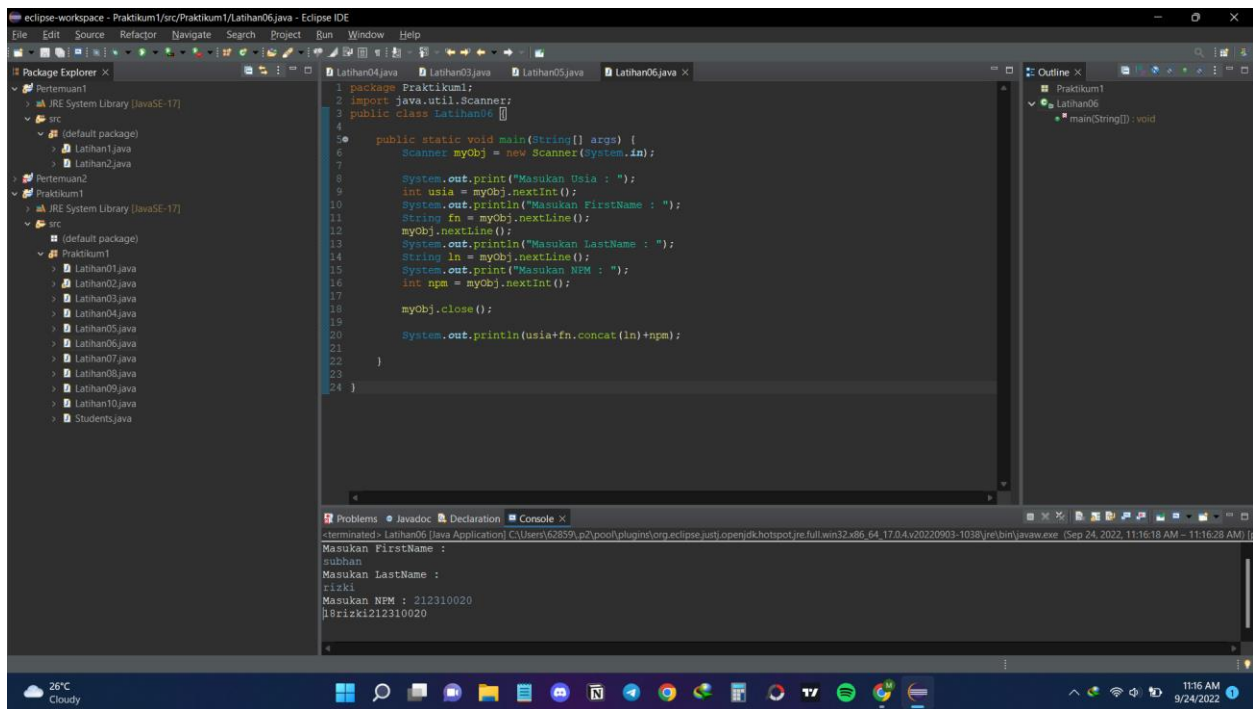 eclipse-workspace - Praktikum1/src/Praktikum1/Latihan06.java - Eclipse IDE
File Edit Source Refactor Navigate Search Project Run Window Help
Package Explorer
Pertemuan1
JRE System Library [JavaSE-17]
src
(default package)
Latihan1.java
Latihan2.java
Pertemuan2
Praktikum1
JRE System Library [JavaSE-17]
src
(default package)
Praktikum1
Latihan01.java
Latihan02.java
Latihan03.java
Latihan04.java
Latihan05.java
Latihan06.java
Latihan07.java
Latihan08.java
Latihan09.java
Latihan10.java
Students.java
Latihan04.java Latihan03.java Latihan05.java Latihan06.java
1 package Praktikum1;
2 import java.util.Scanner;
3 public class Latihan06 {
4
5 public static void main(String[] args) {
6 Scanner myObj = new Scanner(System.in);
7
8 System.out.print("Masukan Usia : ");
9 int usia = myObj.nextInt();
10 System.out.println("Masukan FirstName : ");
11 String fn = myObj.nextLine();
12 myObj.nextLine();
13 System.out.println("Masukan LastName : ");
14 String ln = myObj.nextLine();
15 System.out.print("Masukan NPM : ");
16 int npm = myObj.nextInt();
17
18 myObj.close();
19
20 System.out.println(usia+fn.concat(ln)+npm);
21
22 }
23
24 }
Outline
Praktikum1
Latihan06
main(String[]) : void
Problems Javadoc Declaration Console
<terminated> Latihan06 [Java Application] C:\Users\62859\.p2\pool\plugins\org.eclipse.justj.openjdk.hotspot.jre.full.win32.x86_64_17.0.4.v20220903-1038\jre\bin\javaw.exe (Sep 24, 2022, 11:16:18 AM – 11:16:28 AM) [p
Masukan FirstName :
subhan
Masukan LastName :
rizki
Masukan NPM : 212310020
18rizki212310020
26°C
Cloudy
11:16 AM
9/24/2022
1